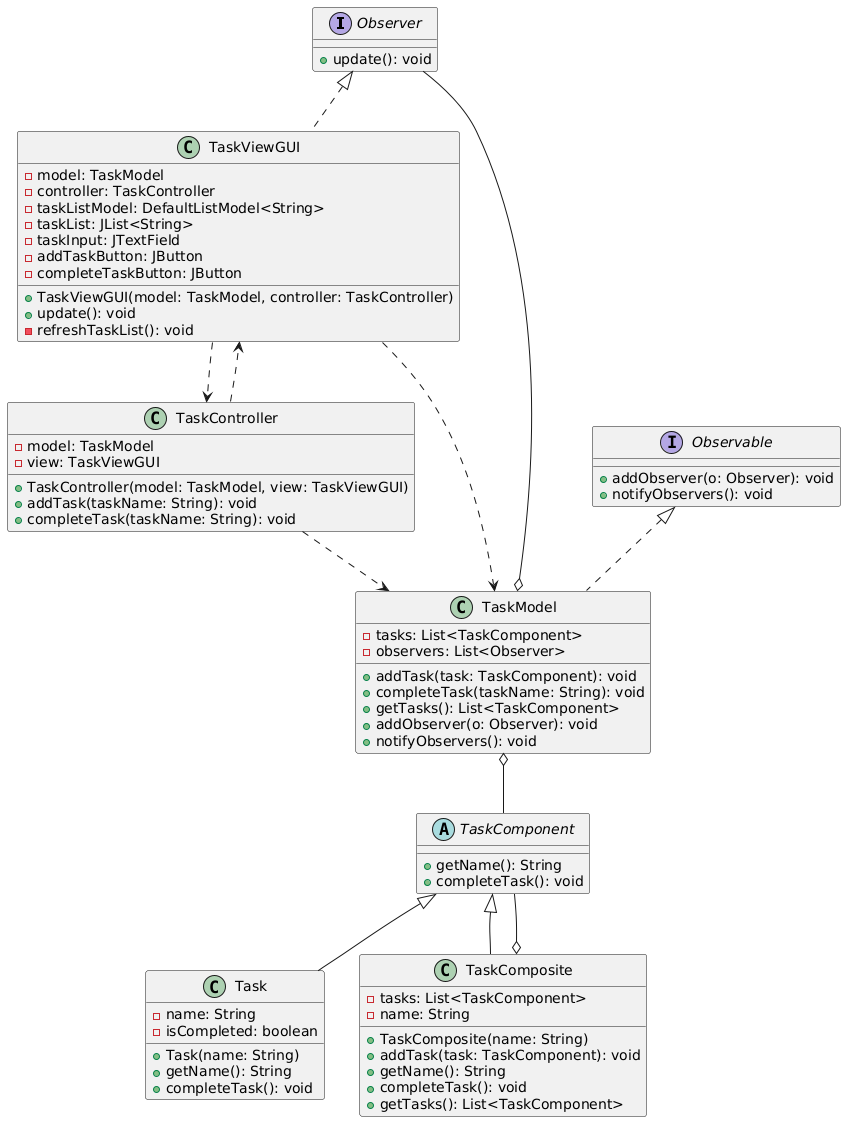 I Observer
update(): void
C TaskViewGUI
model: TaskModel
controller: TaskController
taskListModel: DefaultListModel<String>
taskList: JList<String>
taskInput: JTextField
addTaskButton: JButton
completeTaskButton: JButton
TaskViewGUI(model: TaskModel, controller: TaskController)
update(): void
refreshTaskList(): void
C TaskController
model: TaskModel
view: TaskViewGUI
TaskController(model: TaskModel, view: TaskViewGUI)
addTask(taskName: String): void
completeTask(taskName: String): void
I Observable
addObserver(o: Observer): void
notifyObservers(): void
C TaskModel
tasks: List<TaskComponent>
observers: List<Observer>
addTask(task: TaskComponent): void
completeTask(taskName: String): void
getTasks(): List<TaskComponent>
addObserver(o: Observer): void
notifyObservers(): void
A TaskComponent
getName(): String
completeTask(): void
C Task
name: String
isCompleted: boolean
Task(name: String)
getName(): String
completeTask(): void
C TaskComposite
tasks: List<TaskComponent>
name: String
TaskComposite(name: String)
addTask(task: TaskComponent): void
getName(): String
completeTask(): void
getTasks(): List<TaskComponent>